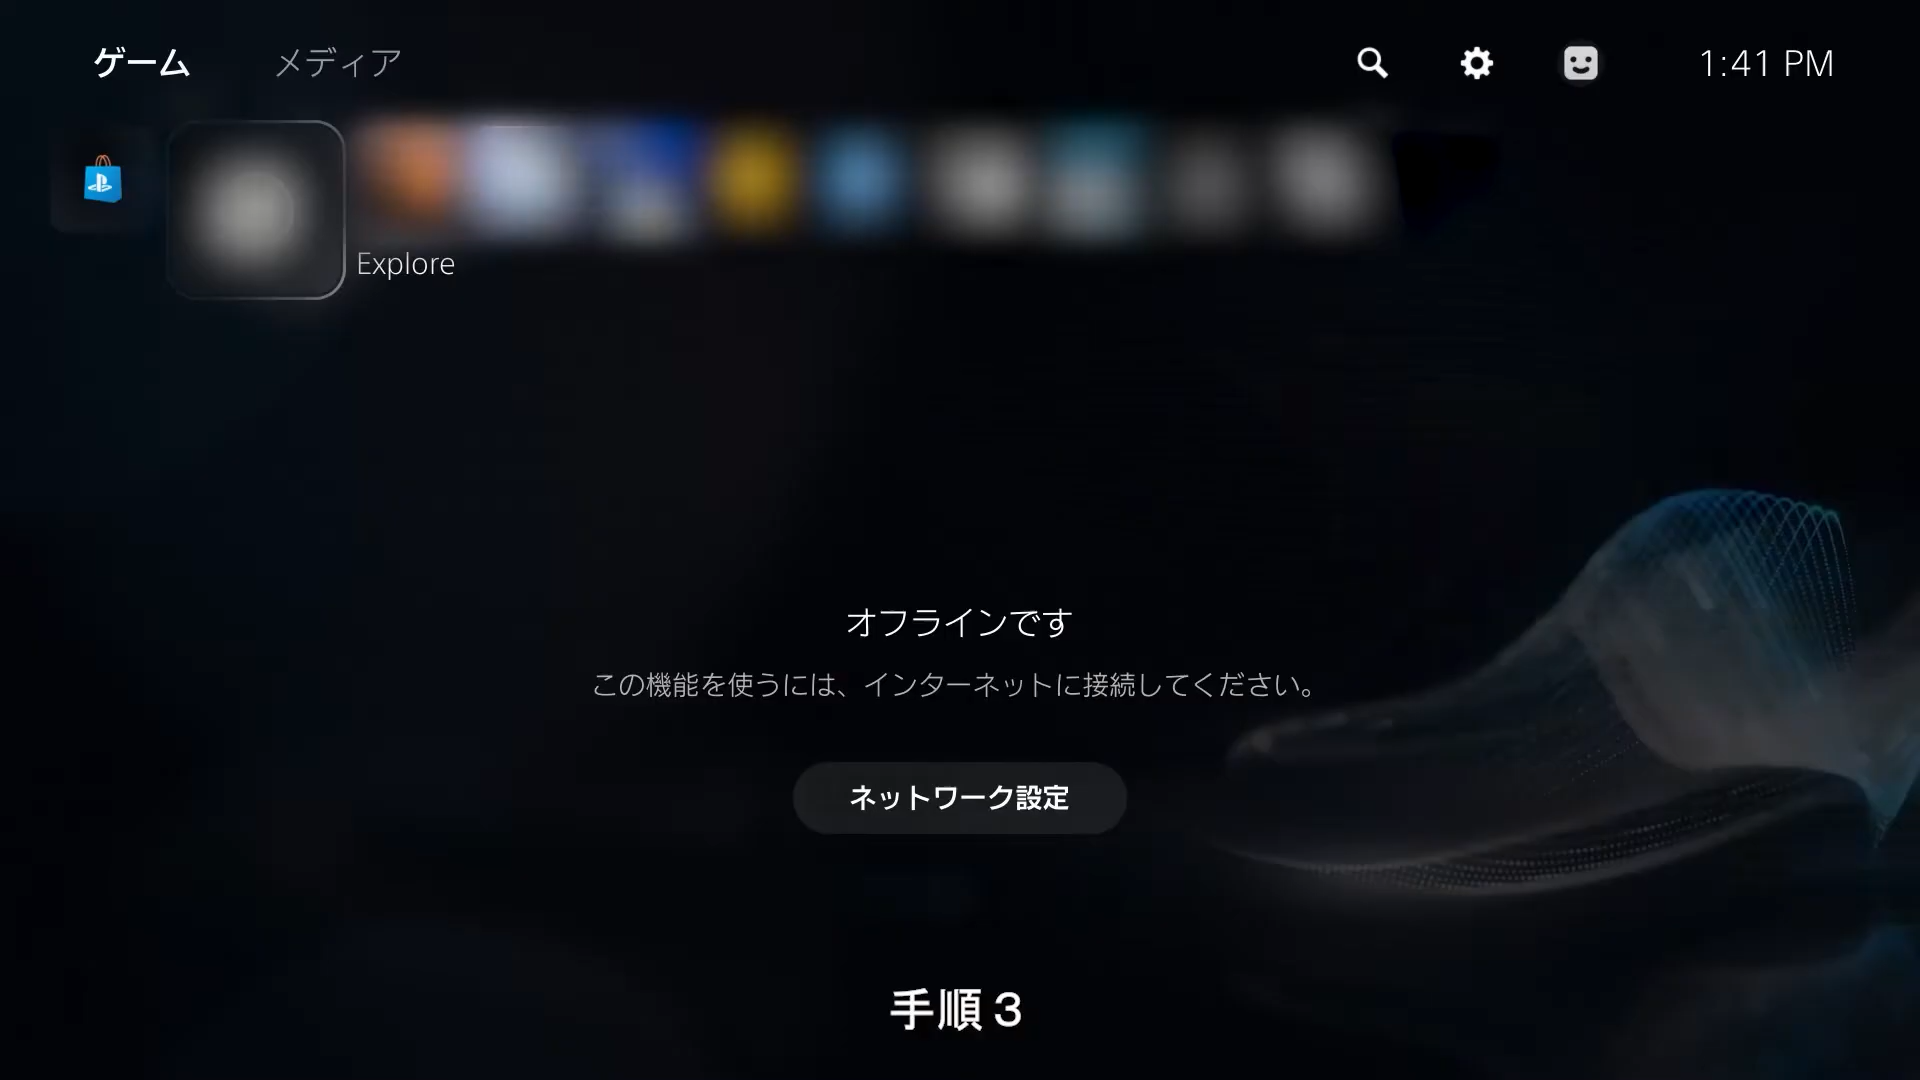 ゲーム メディア 1:41 PM
Explore
オフラインです
この機能を使うには、インターネットに接続してください。
ネットワーク設定
手順 3